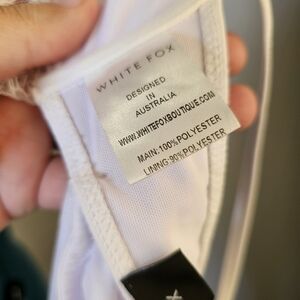 WHITE FOX
DESIGNED
IN
AUSTRALIA
WWW.WHITEFOXBOUTIQUE.COM
MAIN: 100% POLYESTER
LINING: 90% POLYESTER